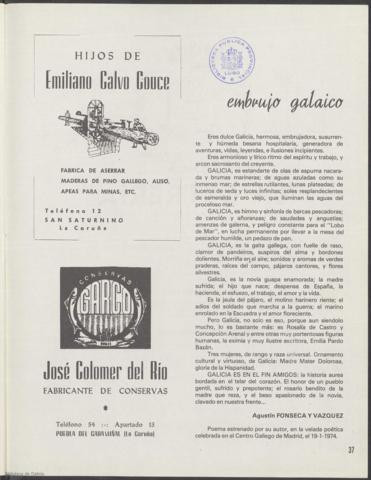 HIJOS DE
Emiliano Calvo Couce
FABRICA DE ASERRAR
MADERAS DE PINO GALLEGO, ALISO,
APEAS PARA MINAS, ETC.
Teléfono 12
SAN SATURNINO
La Coruña
CONSERVAS
GARCO
José Colomer del Río
FABRICANTE DE CONSERVAS
Teléfono 54 :-: Apartado 15
PUEBLA DEL CARAMIÑAL (La Coruña)
BIBLIOTECA PUBLICA PROVINCIAL
LUGO
embrujo galaico
Eres dulce Galicia, hermosa, embrujadora, susurren-
te y húmeda besana hospitalaria, generadora de
aventuras, vidas, leyendas, e ilusiones incipientes.
Eres armonioso y lírico ritmo del espíritu y trabajo, y
arcón sacrosanto del creyente.
GALICIA, es estandarte de olas de espuma nacara-
da y brumas marineras; de aguas azuladas como su
inmenso mar; de estrellas rutilantes, lunas plateadas; de
luceros de seda y luces infinitas; soles resplandecientes
de esmeralda y oro viejo, que iluminan las aguas del
proceloso mar.
GALICIA, es himno y sinfonía de barcas pescadoras;
de canción y añoranzas; de saudades y angustias;
amenazas de galerna, y peligro constante para el "Lobo
de Mar", en lucha permanente por llevar a la mesa del
pescador humilde, un pedazo de pan.
GALICIA, es la gaita gallega, con fuelle de raso,
clamor de pandeiros, suspiros del alma y bordones
dolientes. Morriña en el aire; sonidos y aromas de verdes
praderas, raíces del campo, pájaros cantores, y flores
silvestres.
Galicia, es la novia guapa enamorada; la madre
sufrida; el hijo que nace; despensa de España, la
hacienda, el esfuerzo, el trabajo, el amor y la vida.
Es la jaula del pájaro, el molino harinero riente; el
adiós del soldado que marcha a la guerra; el marino
enrolado en la Escuadra y el amor floreciente.
Pero Galicia, no solo es eso, porque aun siendolo
mucho, lo es bastante más: es Rosalía de Castro y
Concepción Arenal y entre otras muy portentosas figuras
humanas, la eximia y muy ilustre escritora, Emilia Pardo
Bazán.
Tres mujeres, de rango y raza universal. Ornamento
cultural y virtuoso, de Galicia: Madre Mater Dolorosa,
gloria de la Hispanidad.
GALICIA ES EN EL FIN AMIGOS: la historia aurea
bordada en el telar del corazón. El honor de un pueblo
gentil, sufrido y prepotente; el rosario bendito de la
madre que reza, y el beso apasionado de la novia,
clavado en vuestra frente...
Agustín FONSECA Y VAZQUEZ
Poema estrenado por su autor, en la velada poética
celebrada en el Centro Gallego de Madrid, el 19-1-1974.
37
Biblioteca de Galicia